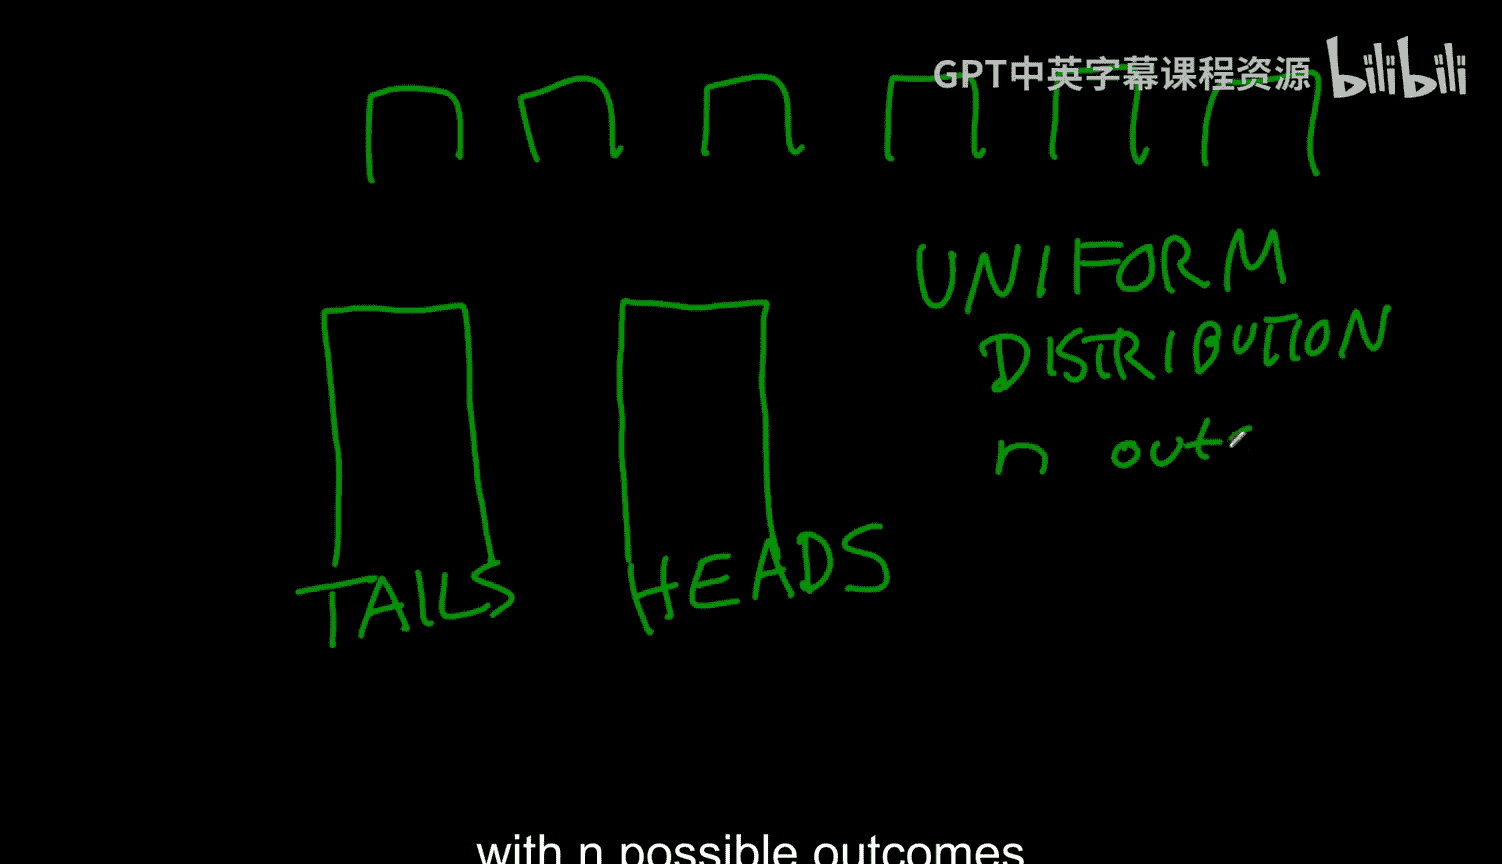 GPT中英字幕课程资源 bilibili
UNIFORM
DISTRIBUTION
n out
TAILS HEADS
with n possible outcomes